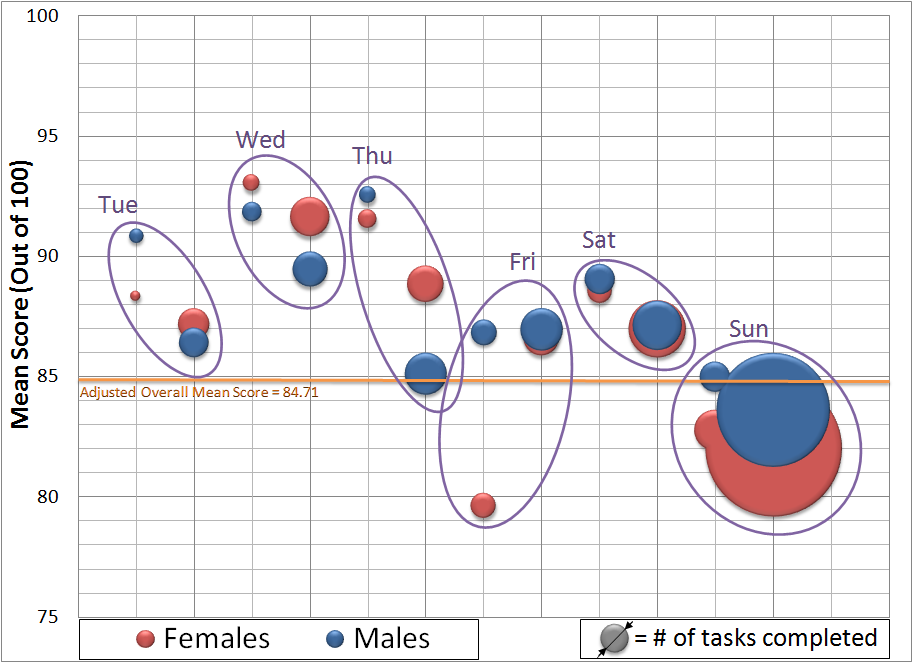 100
95
90
85
80
75
Mean Score (Out of 100)
Tue
Wed
Thu
Fri
Sat
Sun
Adjusted Overall Mean Score = 84.71
Females
Males
= # of tasks completed